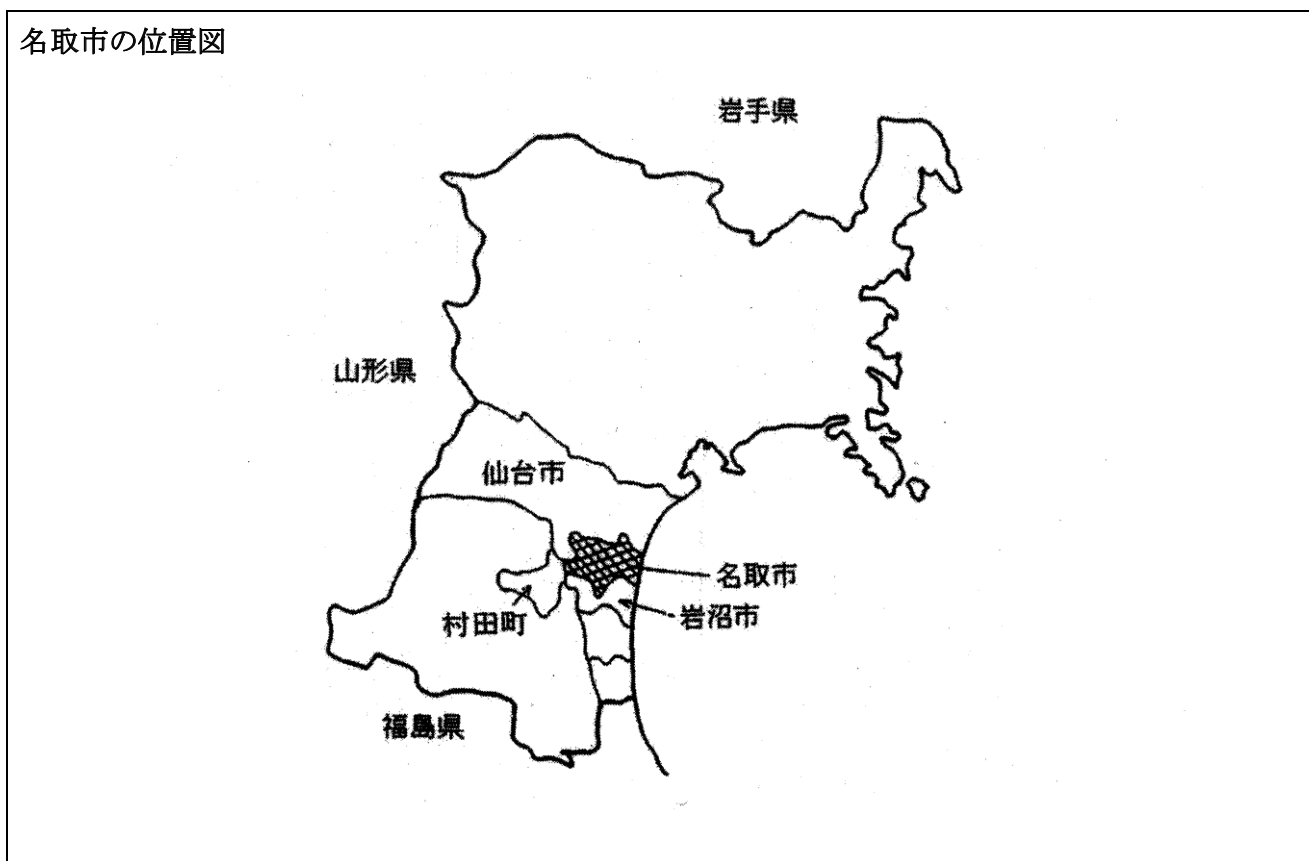 名取市の位置図
岩手県
山形県
仙台市
名取市
村田町
岩沼市
福島県